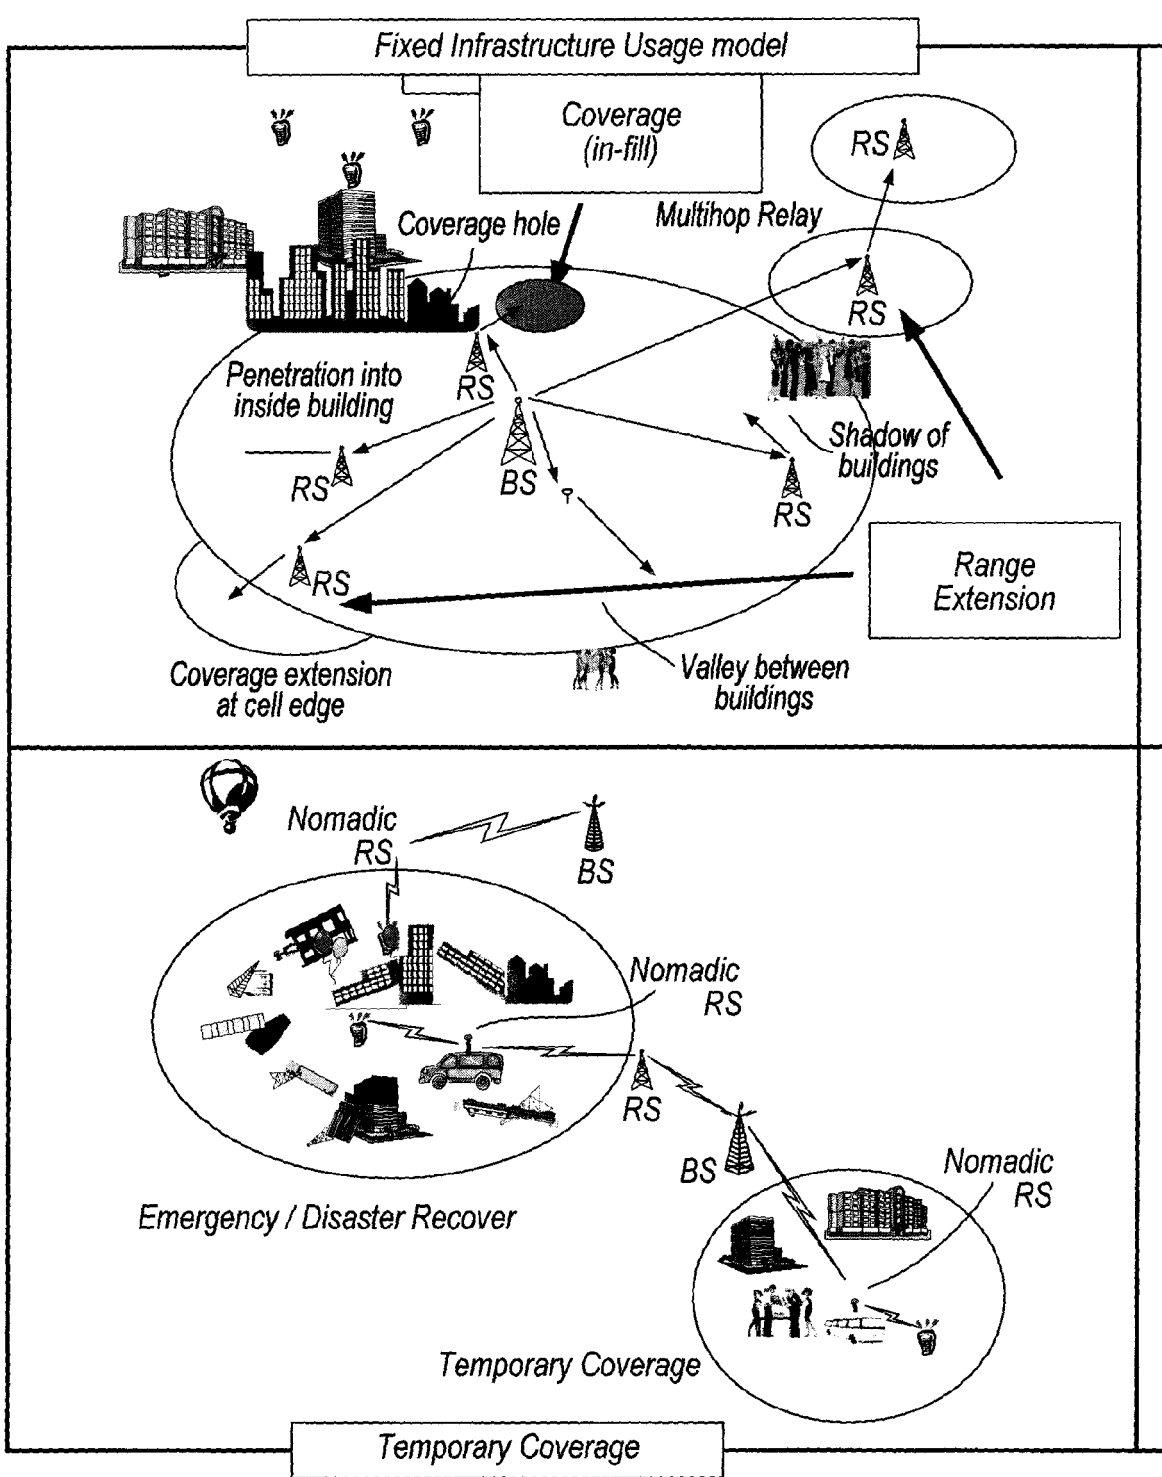 Fixed Infrastructure Usage model
Coverage
(in-fill)
RS
Multihop Relay
Coverage hole
RS
Penetration into
inside building
RS
BS
RS
Shadow of
buildings
RS
RS
Range
Extension
Coverage extension
at cell edge
Valley between
buildings
Nomadic
RS
BS
Nomadic
RS
RS
BS
Nomadic
RS
Emergency / Disaster Recover
Temporary Coverage
Temporary Coverage